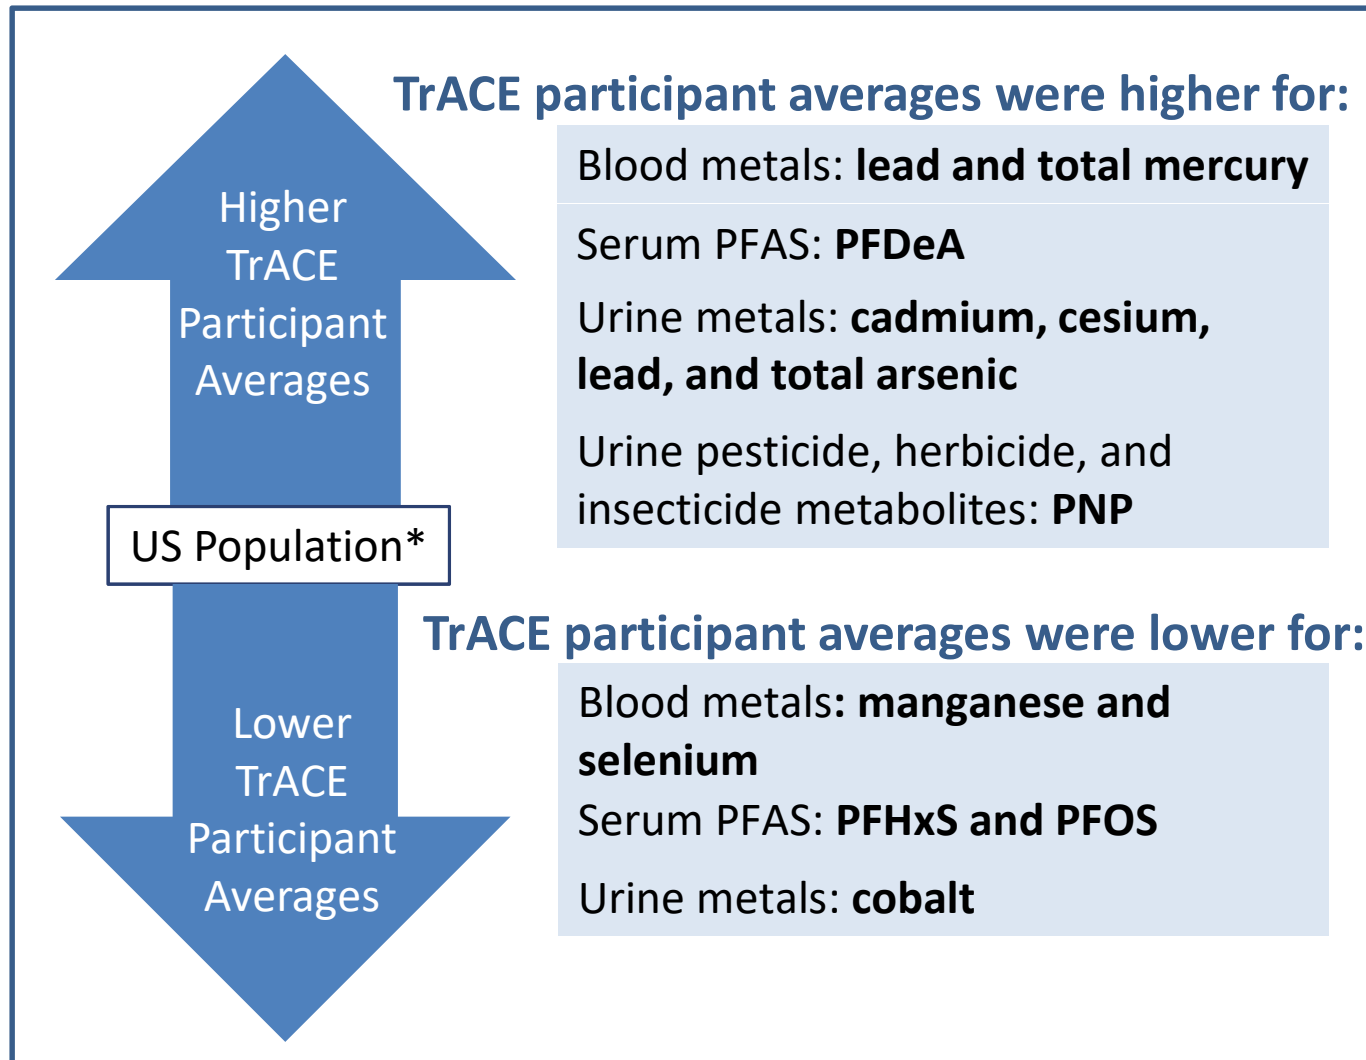 TrACE participant averages were higher for:
Higher
TrACE
Participant
Averages
Blood metals: lead and total mercury
Serum PFAS: PFDeA
Urine metals: cadmium, cesium,
lead, and total arsenic
Urine pesticide, herbicide, and
insecticide metabolites: PNP
US Population*
TrACE participant averages were lower for:
Lower
TrACE
Participant
Averages
Blood metals: manganese and
selenium
Serum PFAS: PFHxS and PFOS
Urine metals: cobalt